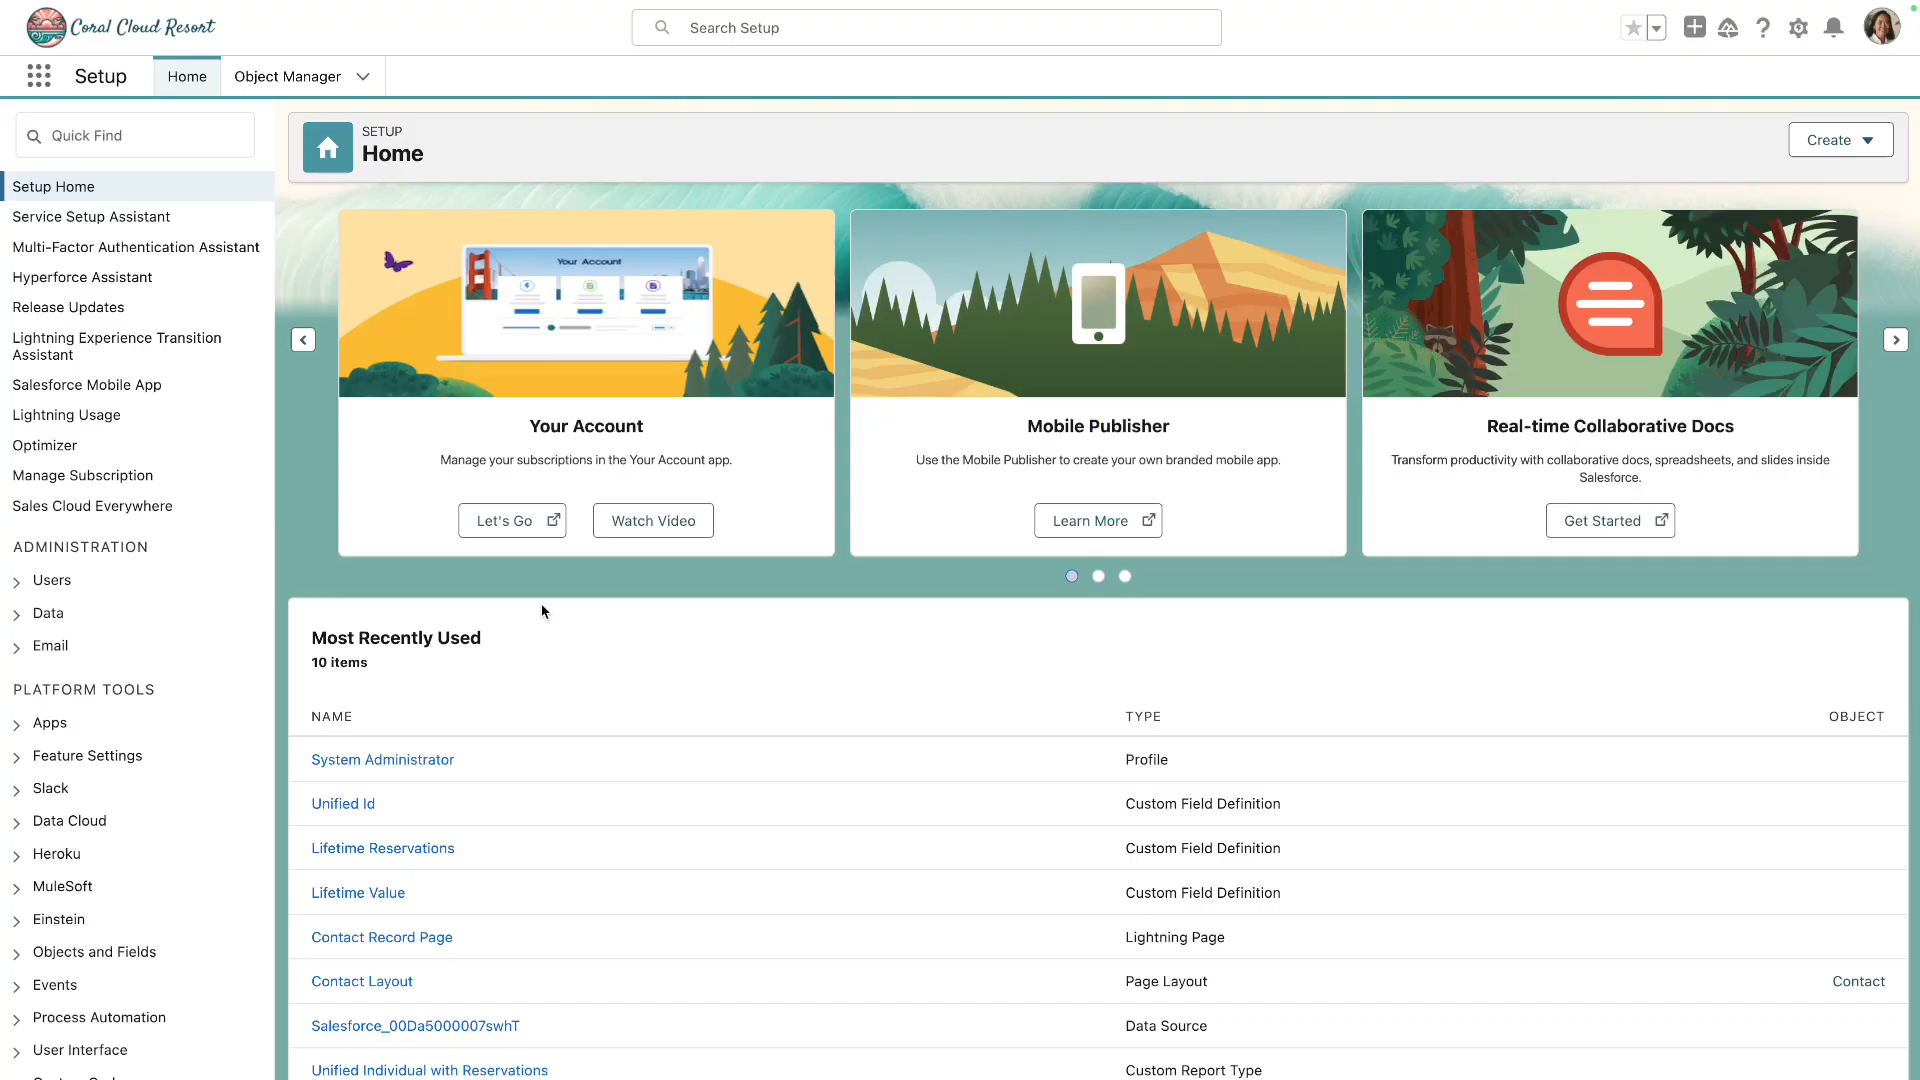 Coral Cloud Resort
Search Setup
Setup
Home
Object Manager
Quick Find
Setup Home
Service Setup Assistant
Multi-Factor Authentication Assistant
Hyperforce Assistant
Release Updates
Lightning Experience Transition
Assistant
Salesforce Mobile App
Lightning Usage
Optimizer
Manage Subscription
Sales Cloud Everywhere
ADMINISTRATION
Users
Data
Email
PLATFORM TOOLS
Apps
Feature Settings
Slack
Data Cloud
Heroku
MuleSoft
Einstein
Objects and Fields
Events
Process Automation
User Interface
SETUP
Home
Create
Your Account
Your Account
Manage your subscriptions in the Your Account app.
Let's Go
Watch Video
Mobile Publisher
Use the Mobile Publisher to create your own branded mobile app.
Learn More
Real-time Collaborative Docs
Transform productivity with collaborative docs, spreadsheets, and slides inside
Salesforce.
Get Started
Most Recently Used
10 items
NAME TYPE OBJECT
System Administrator Profile
Unified Id Custom Field Definition
Lifetime Reservations Custom Field Definition
Lifetime Value Custom Field Definition
Contact Record Page Lightning Page
Contact Layout Page Layout Contact
Salesforce_00Da5000007swhT Data Source
Unified Individual with Reservations Custom Report Type